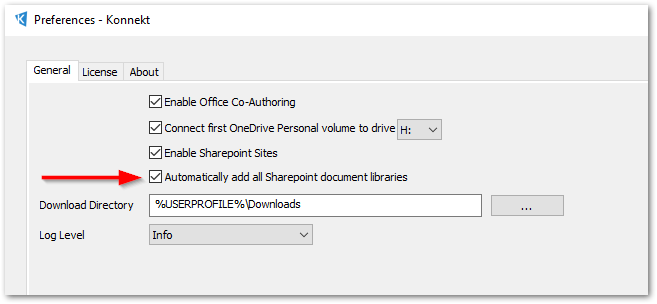 Preferences - Konnekt
General License About
Enable Office Co-Authoring
Connect first OneDrive Personal volume to drive H:
Enable Sharepoint Sites
Automatically add all Sharepoint document libraries
Download Directory %USERPROFILE%\Downloads ...
Log Level Info